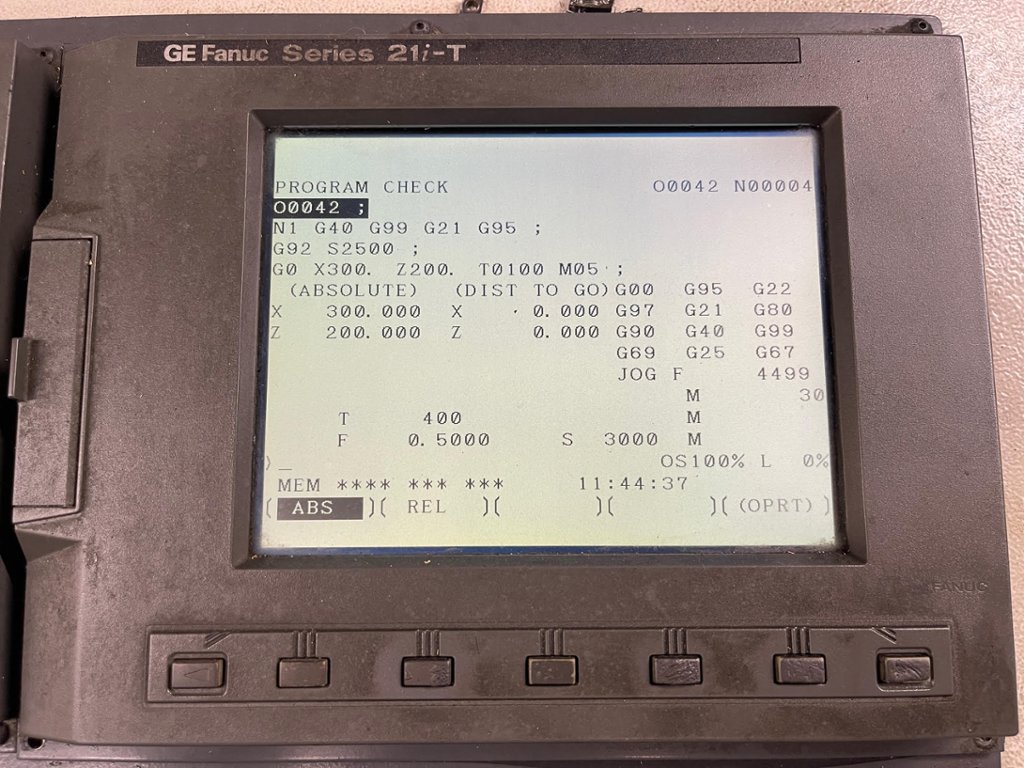 GE Fanuc Series 21i-T
PROGRAM CHECK O0042 N00004
O0042 ;
N1 G40 G99 G21 G95 ;
G92 S2500 ;
G0 X300. Z200. T0100 M05 ;
(ABSOLUTE) (DIST TO GO) G00 G95 G22
X 300.000 X 0.000 G97 G21 G80
Z 200.000 Z 0.000 G90 G40 G99
G69 G25 G67
JOG F 4499
M 30
T 400 M
F 0.5000 S 3000 M
)_ OS100% L 0%
MEM **** *** *** 11:44:37
[ ABS )( REL )( )( )( (OPRT) )
FANUC